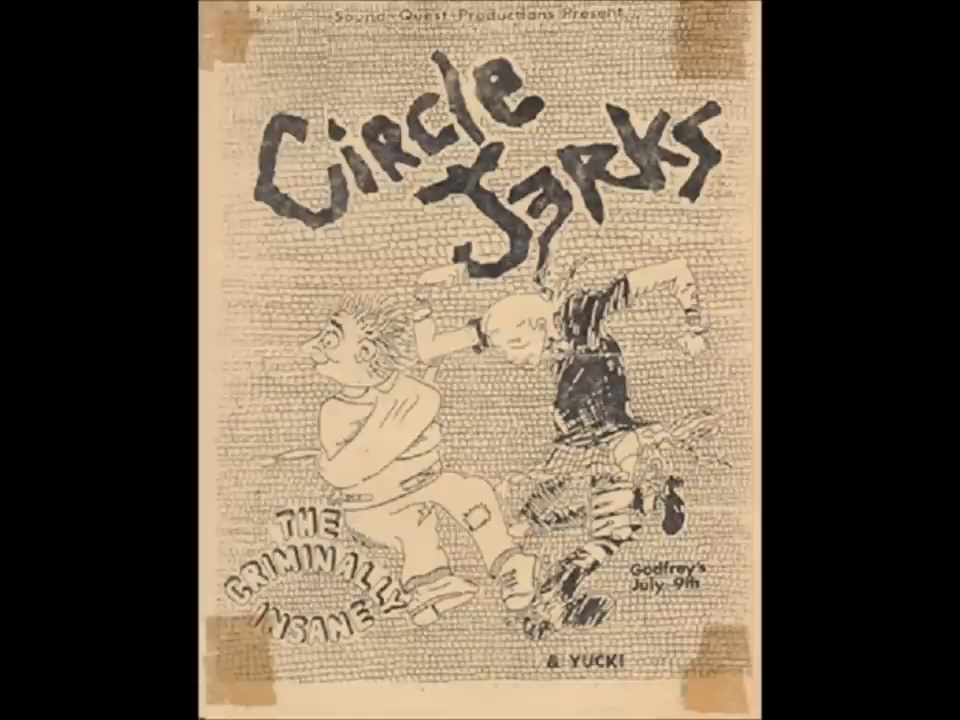 Sound-Quest-Productions Present...
CIRCLE
JERKS
THE
CRIMINALLY
INSANE
Godfrey's
July 9th
& YUCK!